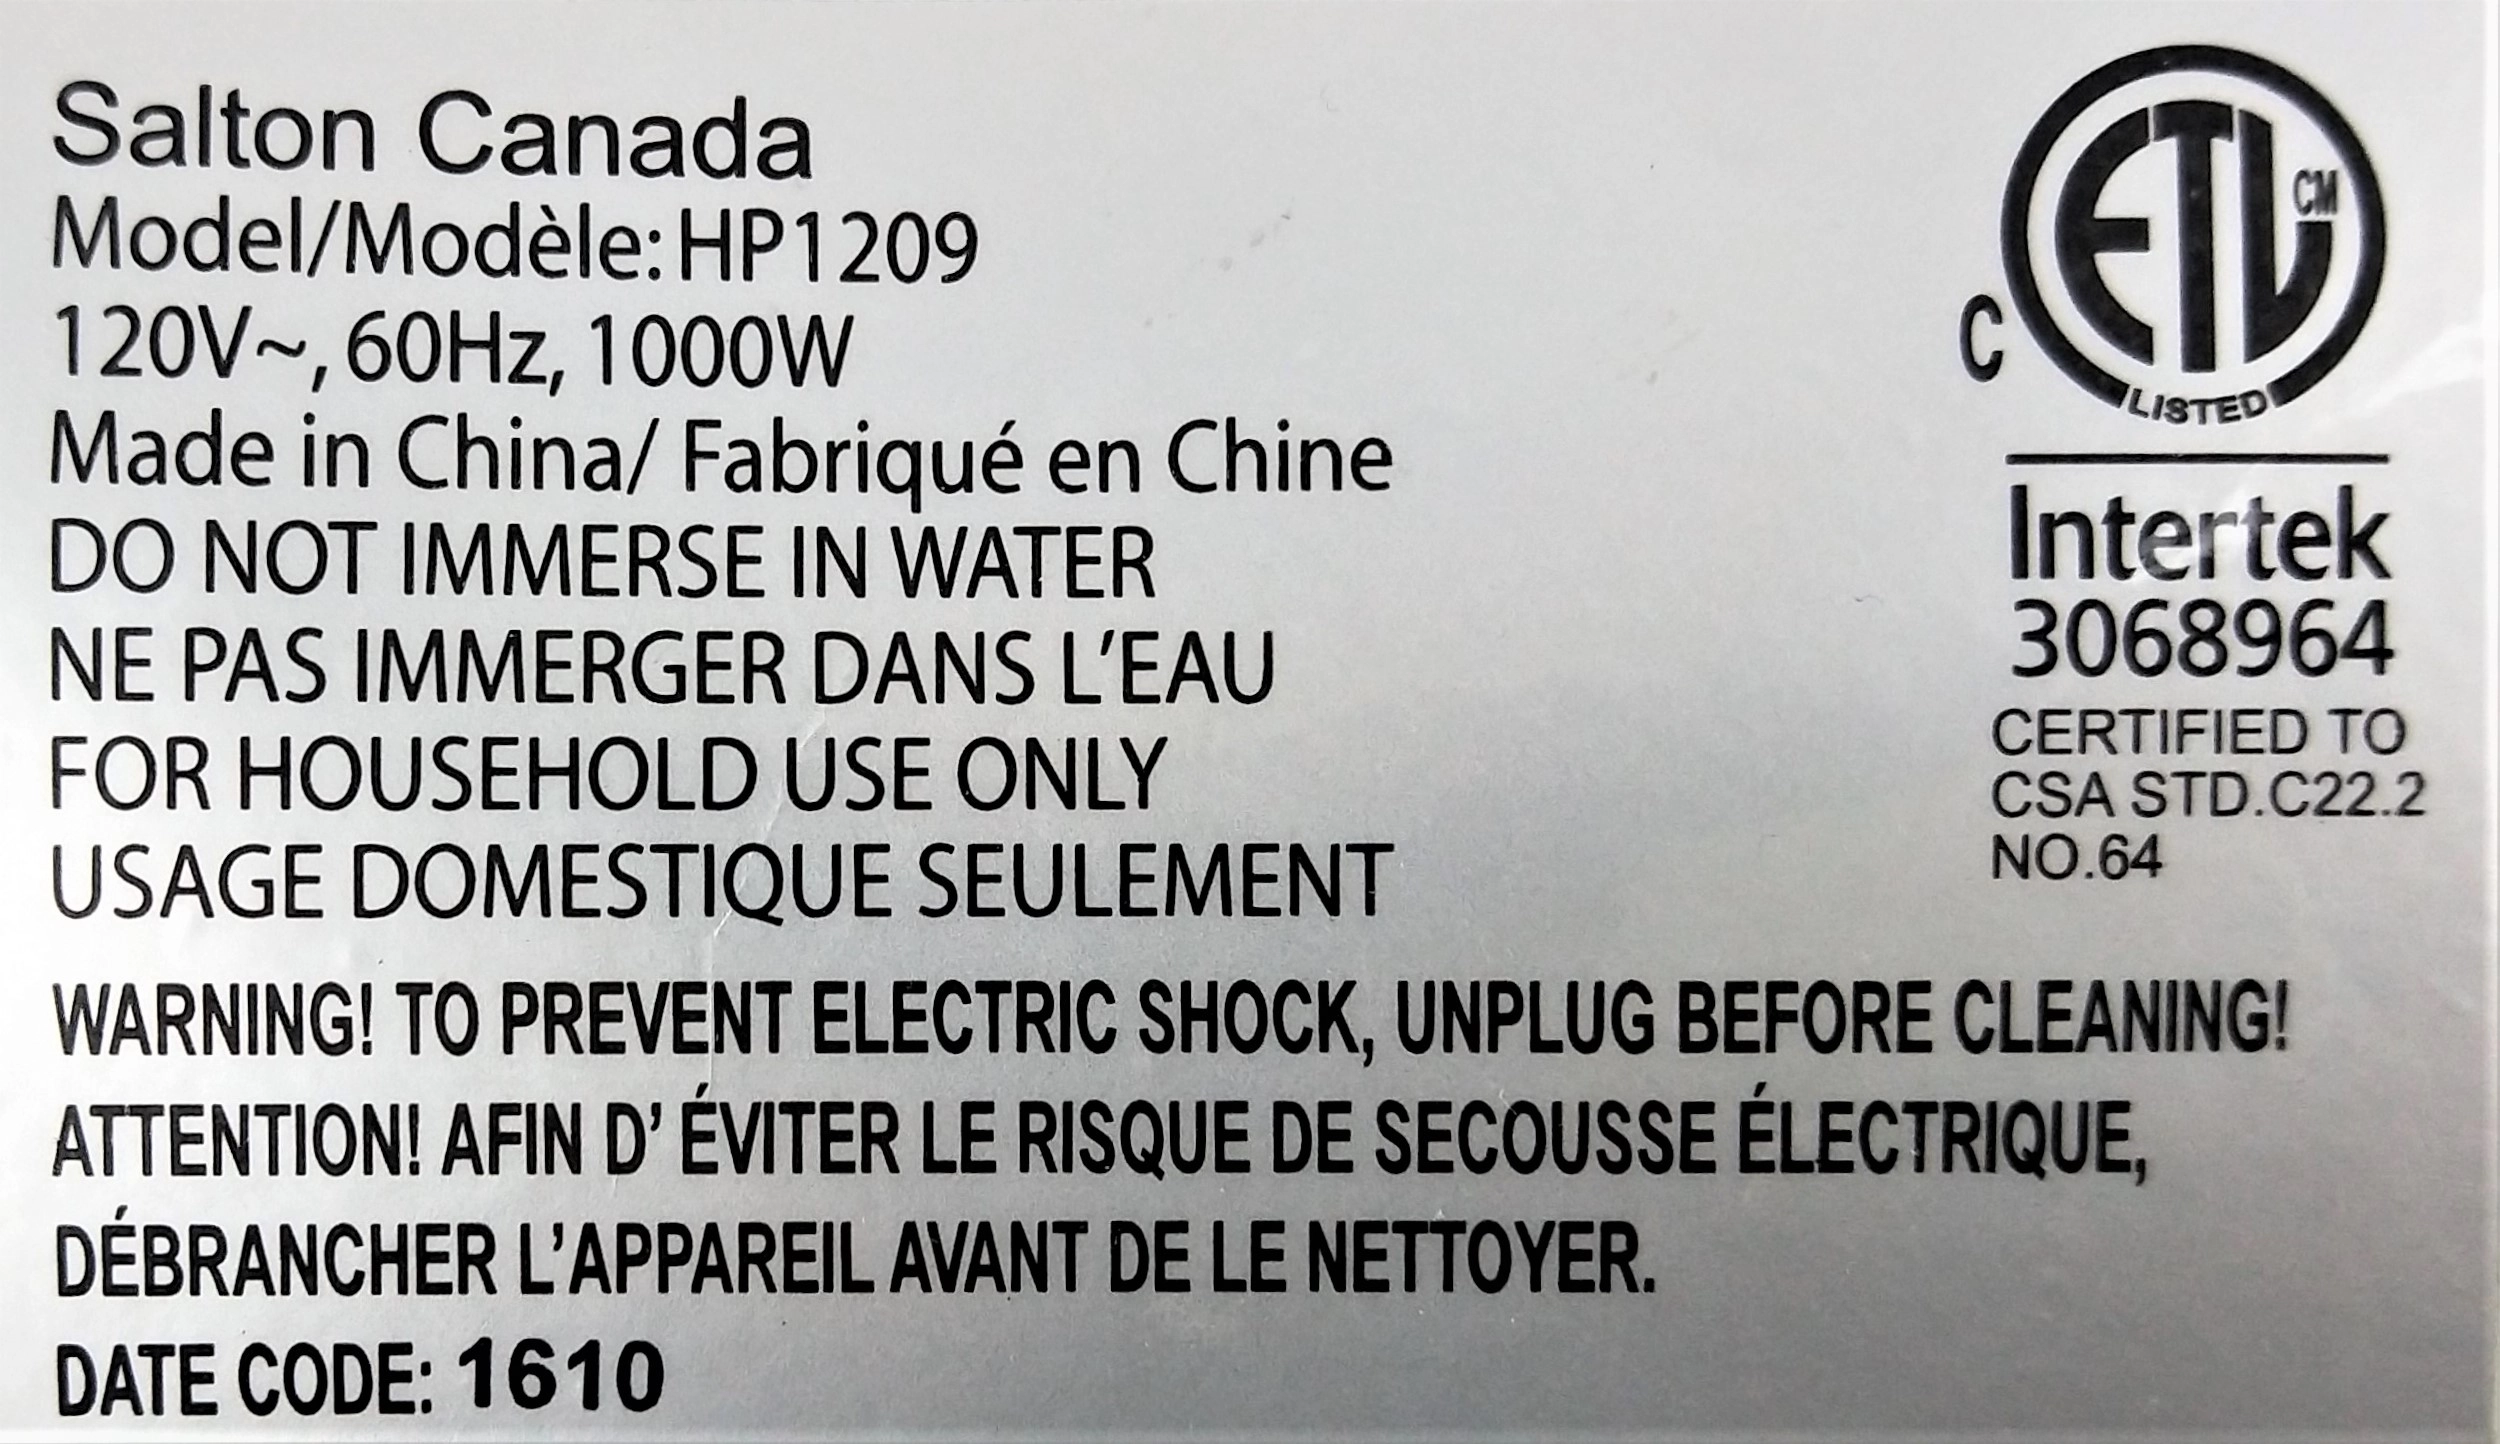 Salton Canada
Model/Modèle: HP1209
120V~, 60Hz, 1000W
Made in China/ Fabriqué en Chine
DO NOT IMMERSE IN WATER
NE PAS IMMERGER DANS L'EAU
FOR HOUSEHOLD USE ONLY
USAGE DOMESTIQUE SEULEMENT
C
ETL
CM
LISTED
Intertek
3068964
CERTIFIED TO
CSA STD.C22.2
NO.64
WARNING! TO PREVENT ELECTRIC SHOCK, UNPLUG BEFORE CLEANING!
ATTENTION! AFIN D' ÉVITER LE RISQUE DE SECOUSSE ÉLECTRIQUE,
DÉBRANCHER L'APPAREIL AVANT DE LE NETTOYER.
DATE CODE: 1610